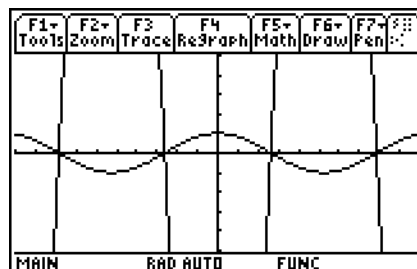 F1 F2 F3 F4 F5 F6 F7
Tools Zoom Trace ReGraph Math Draw Pen
MAIN RAD AUTO FUNC